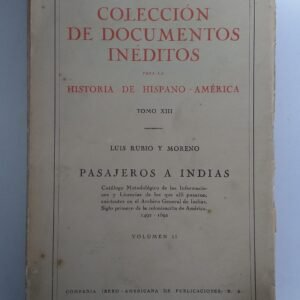 COLECCIÓN
DE DOCUMENTOS
INÉDITOS
PARA LA
HISTORIA DE HISPANO-AMÉRICA
TOMO XIII
LUIS RUBIO Y MORENO
PASAJEROS A INDIAS
Catálogo Metodológico de las Informacio-
nes y Licencias de los que allí pasaron,
existentes en el Archivo General de Indias.
Siglo primero de la colonización de América.
1492 - 1592
VOLUMEN II
COMPAÑÍA IBERO-AMERICANA DE PUBLICACIONES, S. A.